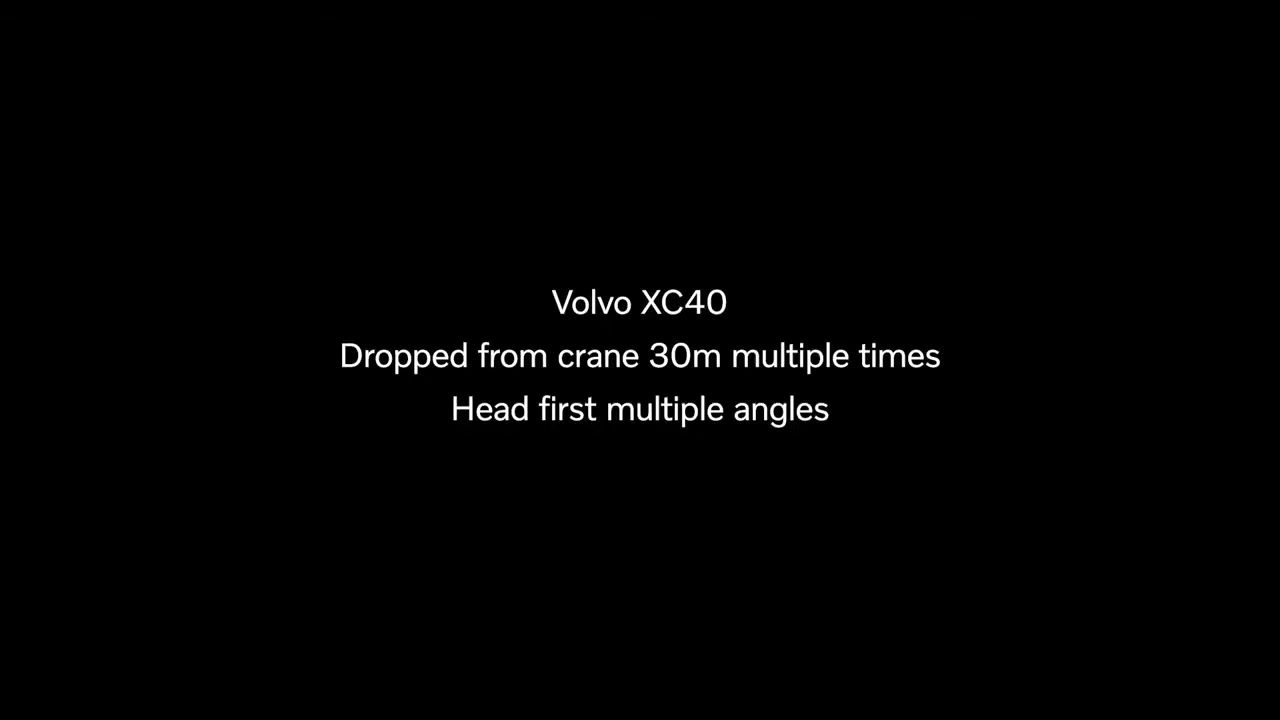 Volvo XC40
Dropped from crane 30m multiple times
Head first multiple angles